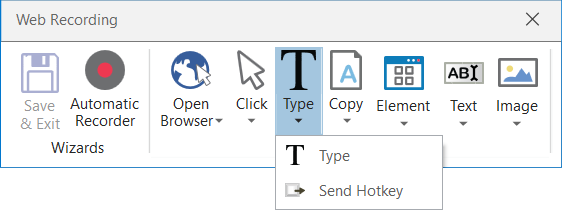 Web Recording
Save
& Exit
Automatic
Recorder
Open
Browser
Click
Type
Copy
Element
Text
Image
AB
Wizards
Type
Send Hotkey